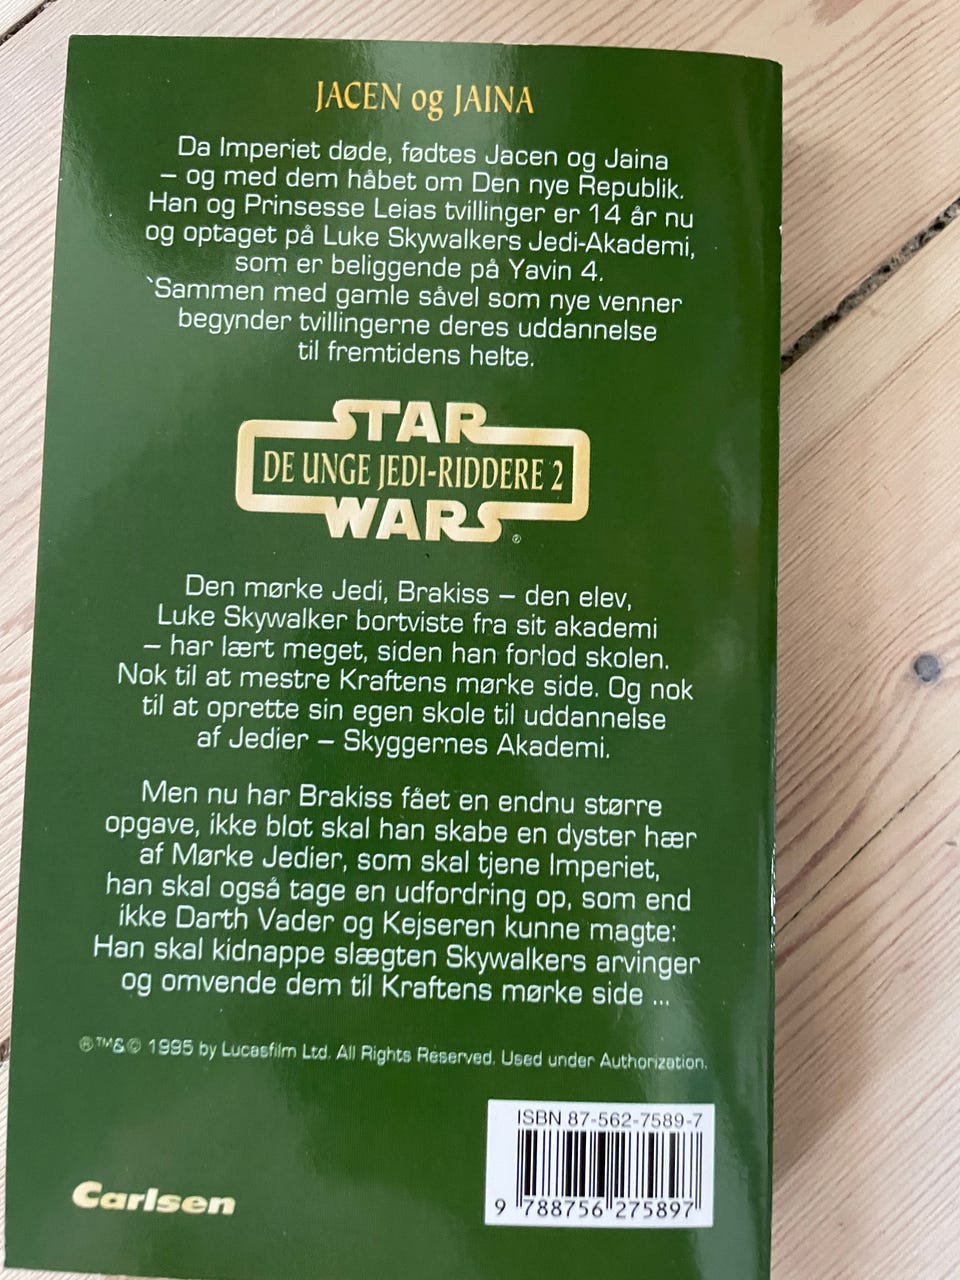 JACEN og JAINA
Da Imperiet døde, fødtes Jacen og Jaina
– og med dem håbet om Den nye Republik.
Han og Prinsesse Leias tvillinger er 14 år nu
og optaget på Luke Skywalkers Jedi-Akademi,
som er beliggende på Yavin 4.
`Sammen med gamle såvel som nye venner
begynder tvillingerne deres uddannelse
til fremtidens helte.
STAR
DE UNGE JEDI-RIDDERE 2
WARS®
Den mørke Jedi, Brakiss – den elev,
Luke Skywalker bortviste fra sit akademi
– har lært meget, siden han forlod skolen.
Nok til at mestre Kraftens mørke side. Og nok
til at oprette sin egen skole til uddannelse
af Jedier – Skyggernes Akademi.
Men nu har Brakiss fået en endnu større
opgave, ikke blot skal han skabe en dyster hær
af Mørke Jedier, som skal tjene Imperiet,
han skal også tage en udfordring op, som end
ikke Darth Vader og Kejseren kunne magte:
Han skal kidnappe slægten Skywalkers arvinger
og omvende dem til Kraftens mørke side ...
®™&© 1995 by Lucasfilm Ltd. All Rights Reserved. Used under Authorization.
ISBN 87-562-7589-7
9 788756 275897
Carlsen